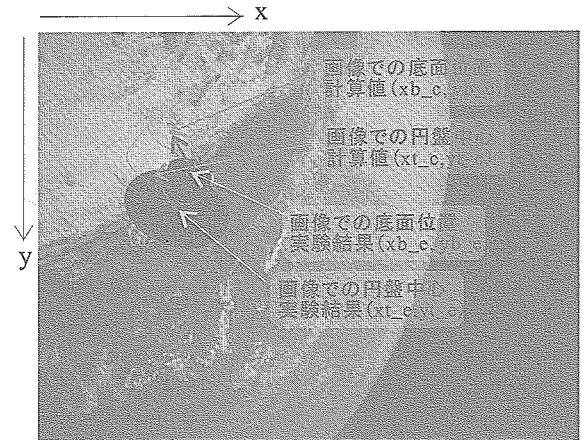 x
画像での底面
計算値(xb_c,
画像での円盤
計算値(xt_c,
画像での底面位置
実験結果(xb_e,yb_e)
画像での円盤中心
実験結果(xt_e,yt_e)
y